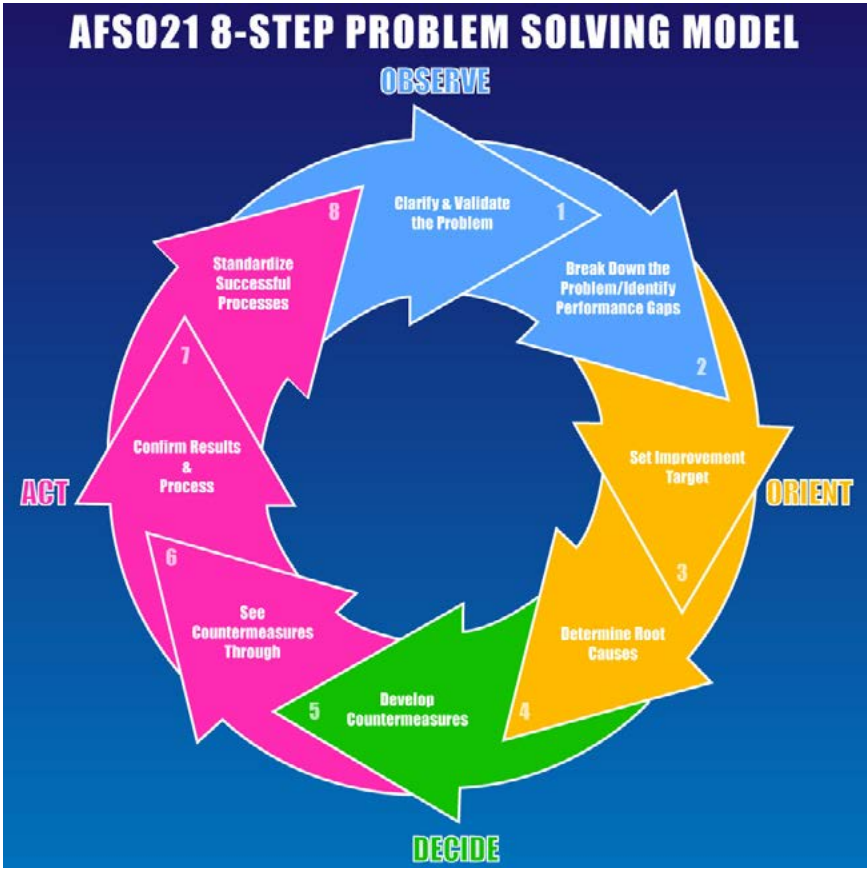 AFSO21 8-STEP PROBLEM SOLVING MODEL
OBSERVE
1
Clarify & Validate
the Problem
2
Break Down the
Problem/Identify
Performance Gaps
ORIENT
3
Set Improvement
Target
4
Determine Root
Causes
DECIDE
5
Develop
Countermeasures
ACT
6
See
Countermeasures
Through
7
Confirm Results
&
Process
8
Standardize
Successful
Processes